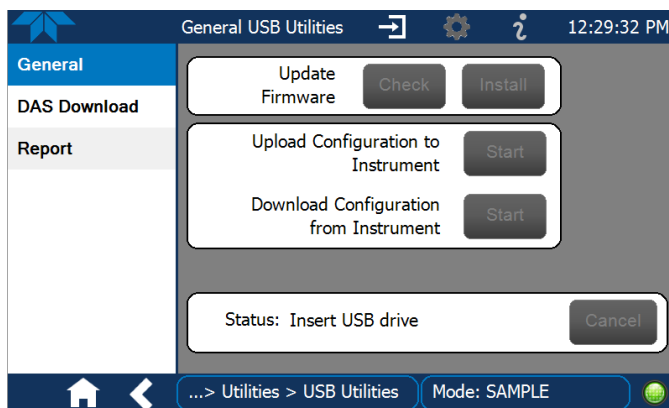 General USB Utilities
12:29:32 PM
General
DAS Download
Report
Update
Firmware
Check
Install
Upload Configuration to
Instrument
Start
Download Configuration
from Instrument
Start
Status: Insert USB drive
Cancel
...> Utilities > USB Utilities
Mode: SAMPLE